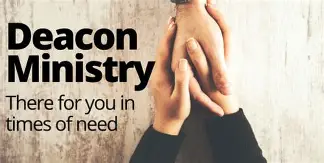 Deacon
Ministry
There for you in
times of need